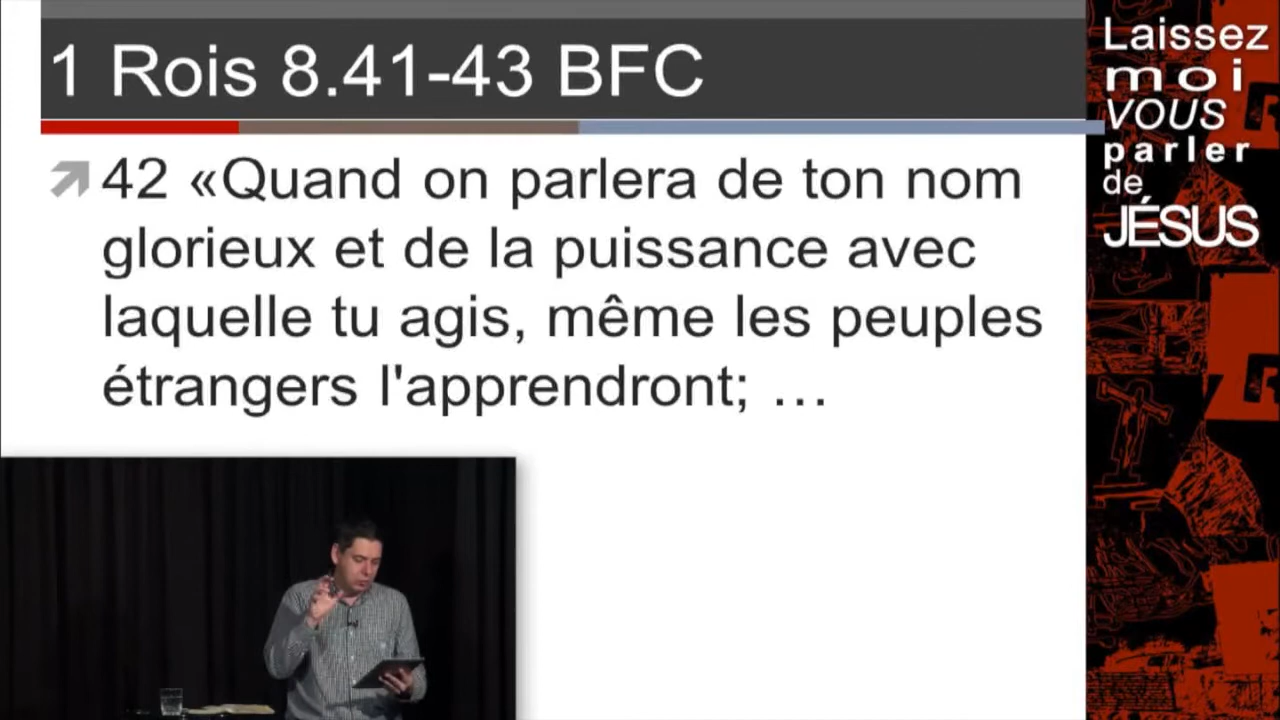 1 Rois 8.41-43 BFC
42 «Quand on parlera de ton nom
glorieux et de la puissance avec
laquelle tu agis, même les peuples
étrangers l'apprendront; …
Laissez
moi
VOUS
parler
de
JÉSUS